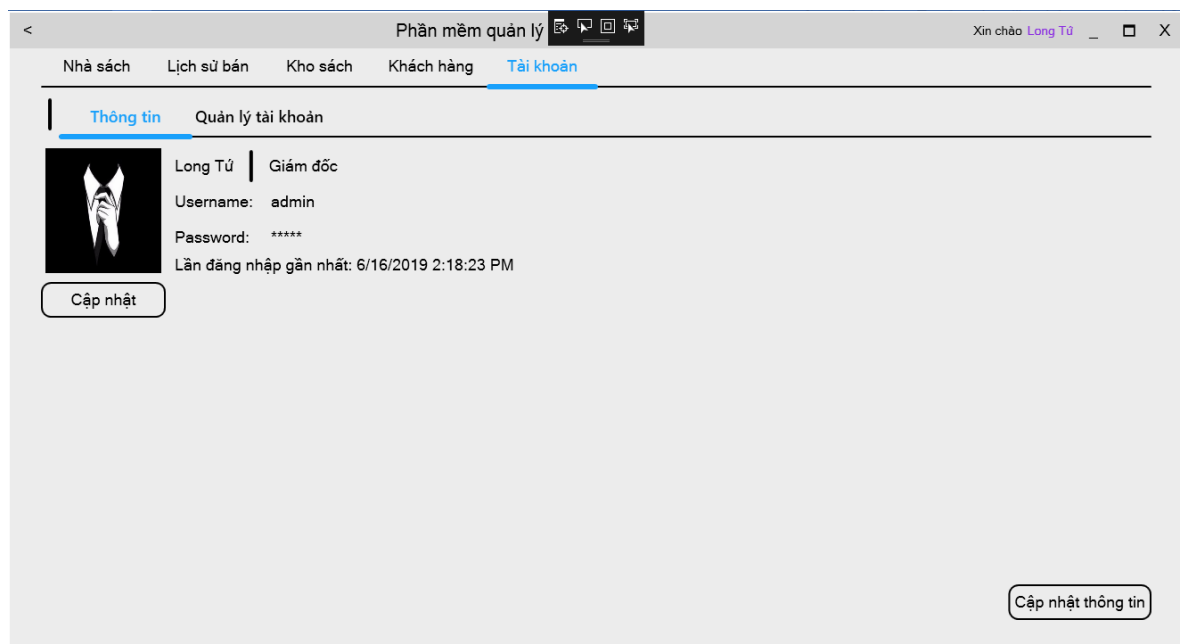 < Phần mềm quản lý Xin chào Long Tứ _ X
Nhà sách Lịch sử bán Kho sách Khách hàng Tài khoản
Thông tin Quản lý tài khoản
Long Tứ Giám đốc
Username: admin
Password: *****
Lần đăng nhập gần nhất: 6/16/2019 2:18:23 PM
Cập nhật
Cập nhật thông tin